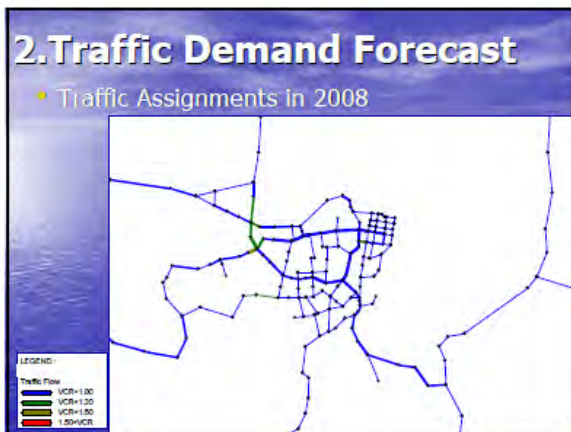 2.Traffic Demand Forecast
Traffic Assignments in 2008
LEGEND :
Traffic Flow
VCR<1.00
VCR<1.20
VCR<1.50
1.50<VCR